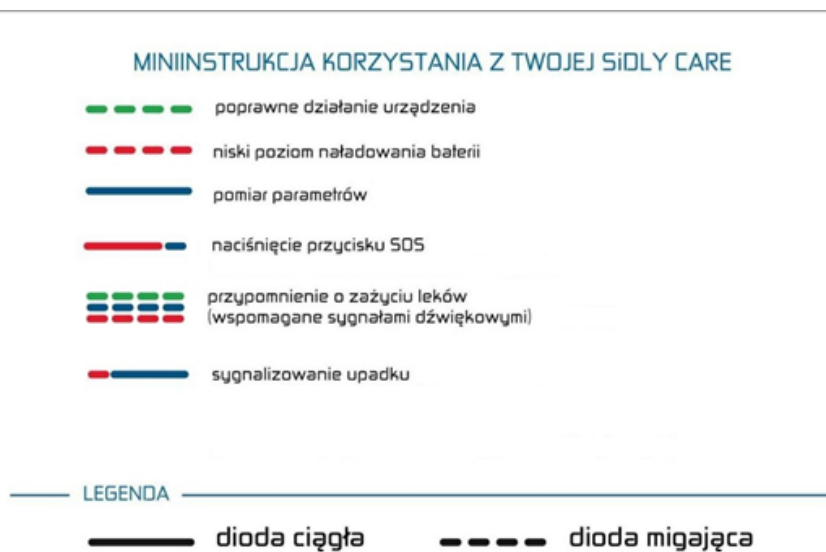 MINIINSTRUKCJA KORZYSTANIA Z TWOJEJ SiDLY CARE
poprawne działanie urządzenia
niski poziom naładowania baterii
pomiar parametrów
naciśnięcie przycisku SOS
przypomnienie o zażyciu leków
(wspomagane sygnałami dźwiękowymi)
sygnalizowanie upadku
LEGENDA
dioda ciągła dioda migająca